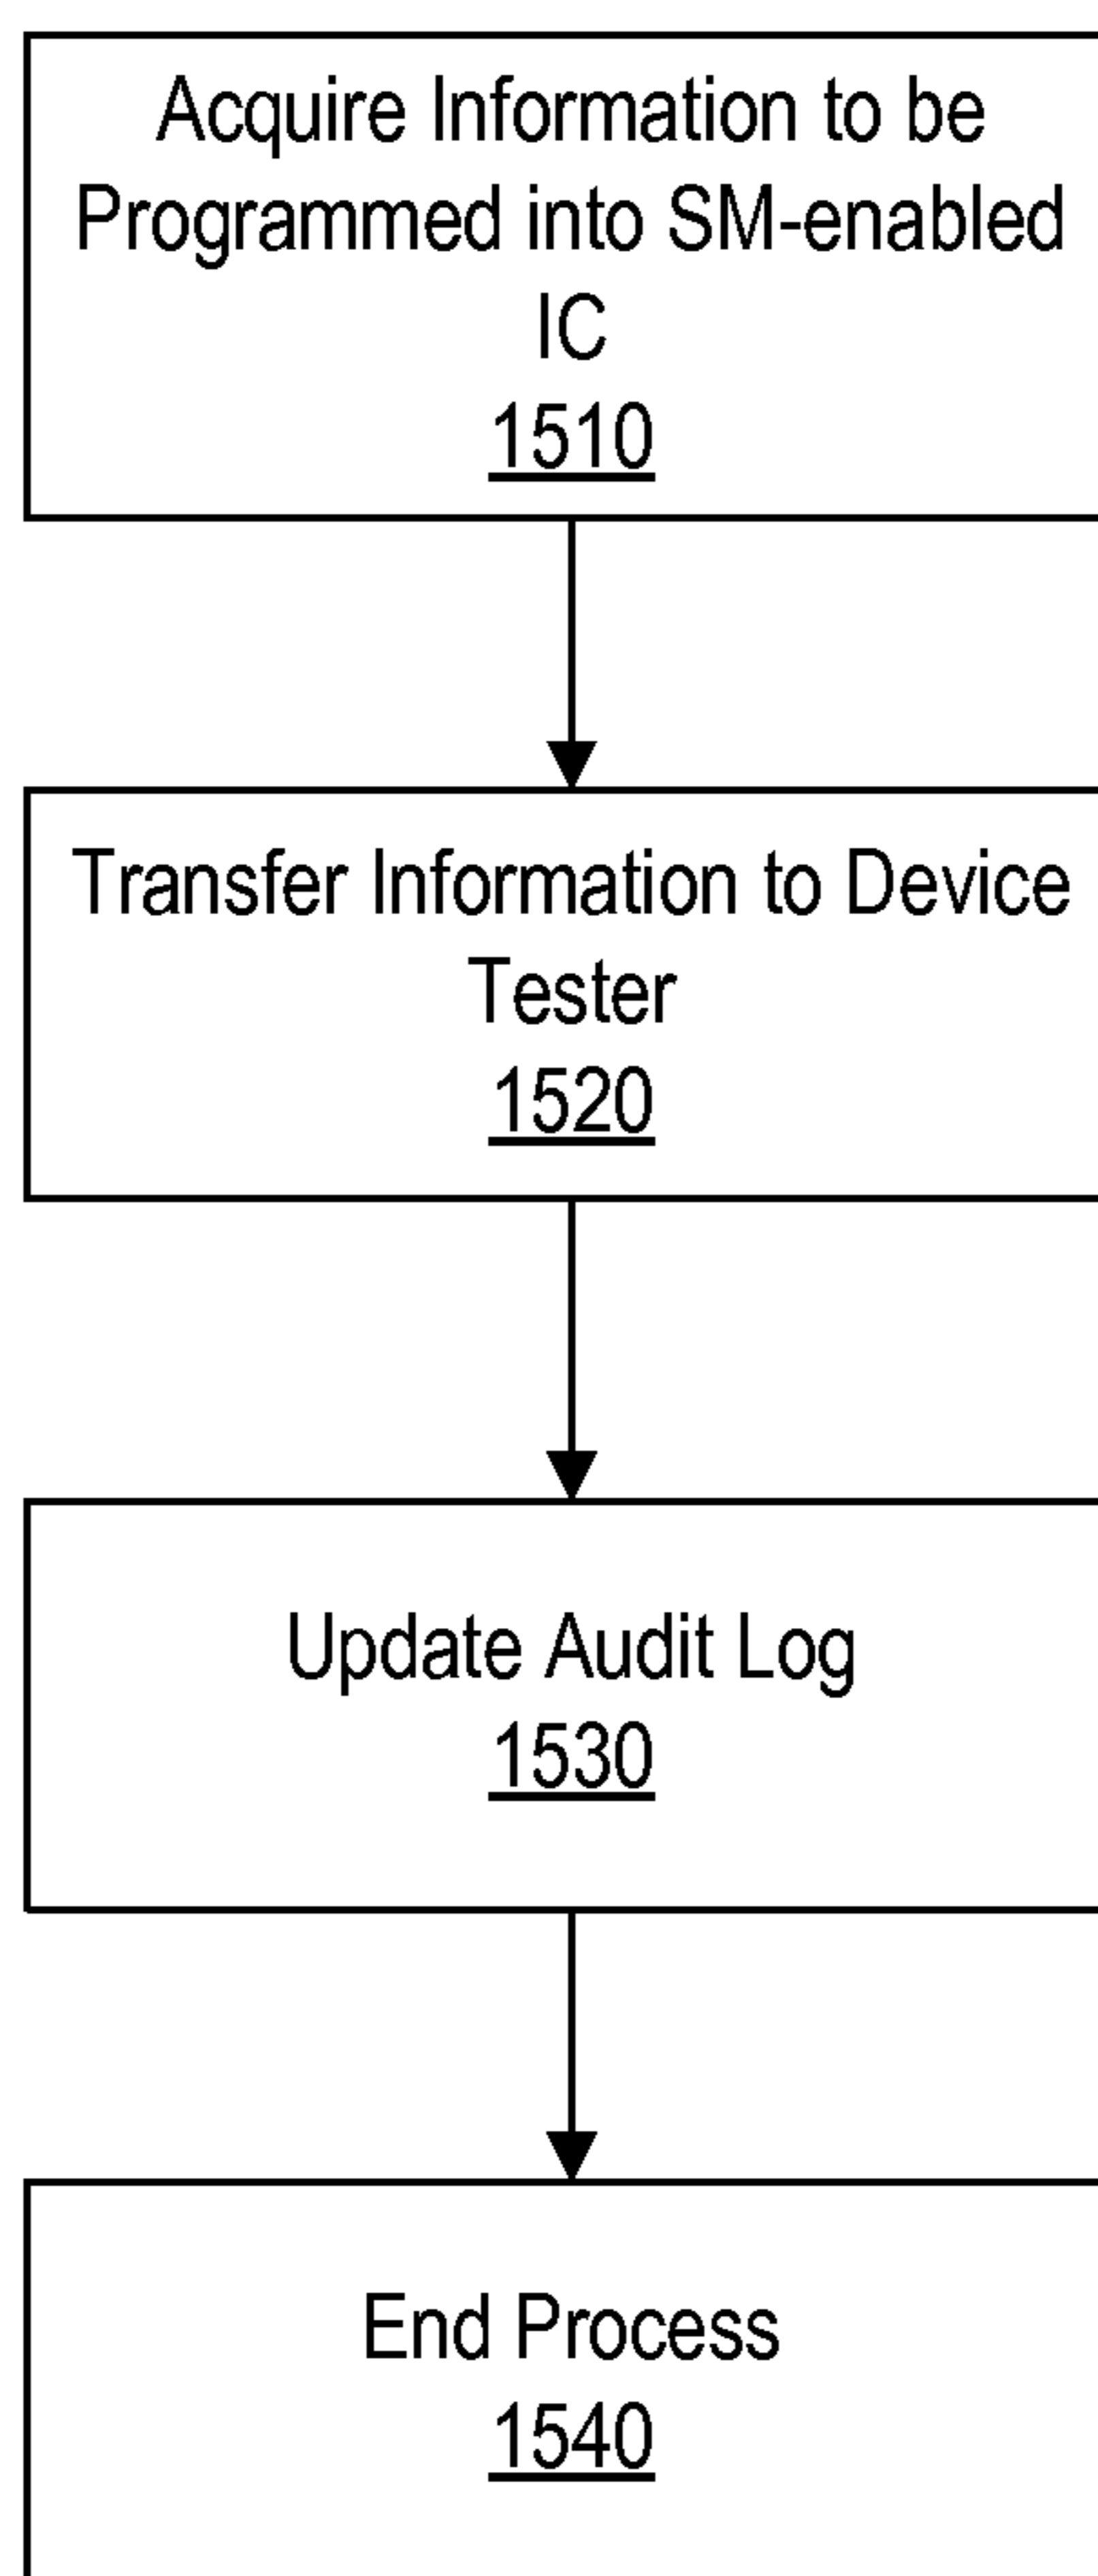 Acquire Information to be
Programmed into SM-enabled
IC
1510
Transfer Information to Device
Tester
1520
Update Audit Log
1530
End Process
1540